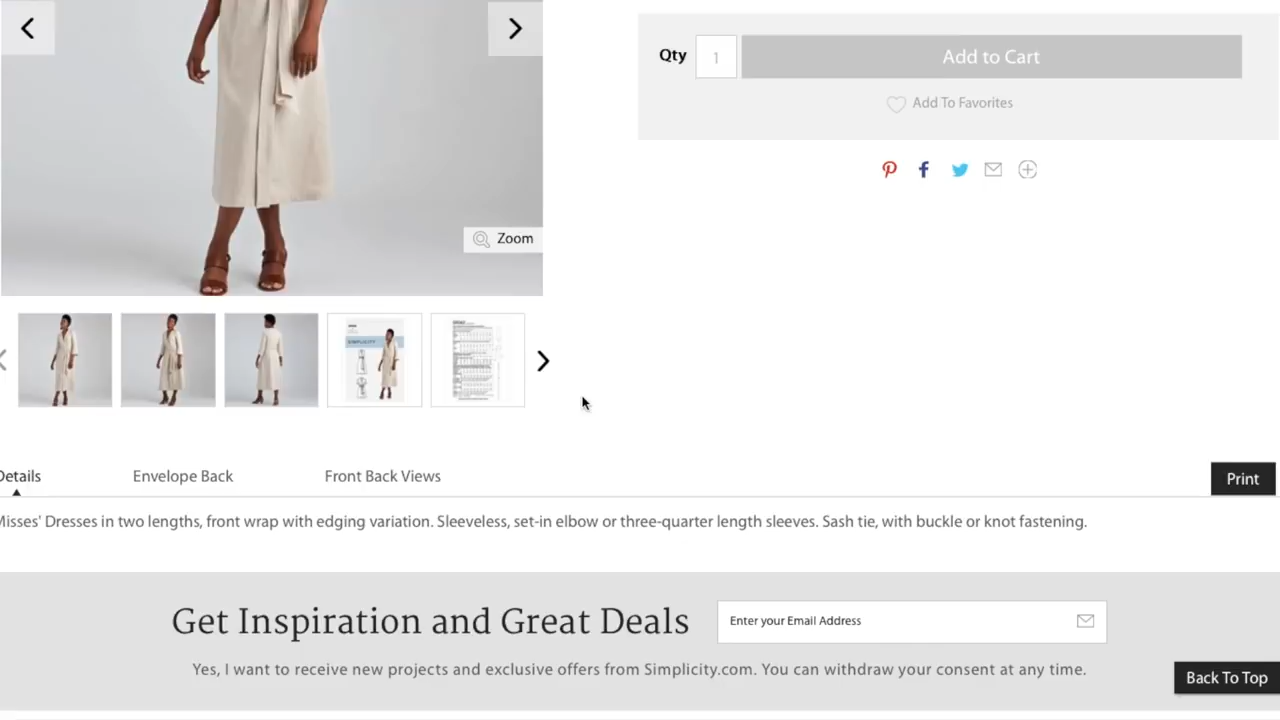 Qty
1
Add to Cart
Add To Favorites
Zoom
SIMPLICITY
Details
Envelope Back
Front Back Views
Print
Misses' Dresses in two lengths, front wrap with edging variation. Sleeveless, set-in elbow or three-quarter length sleeves. Sash tie, with buckle or knot fastening.
Get Inspiration and Great Deals
Enter your Email Address
Yes, I want to receive new projects and exclusive offers from Simplicity.com. You can withdraw your consent at any time.
Back To Top